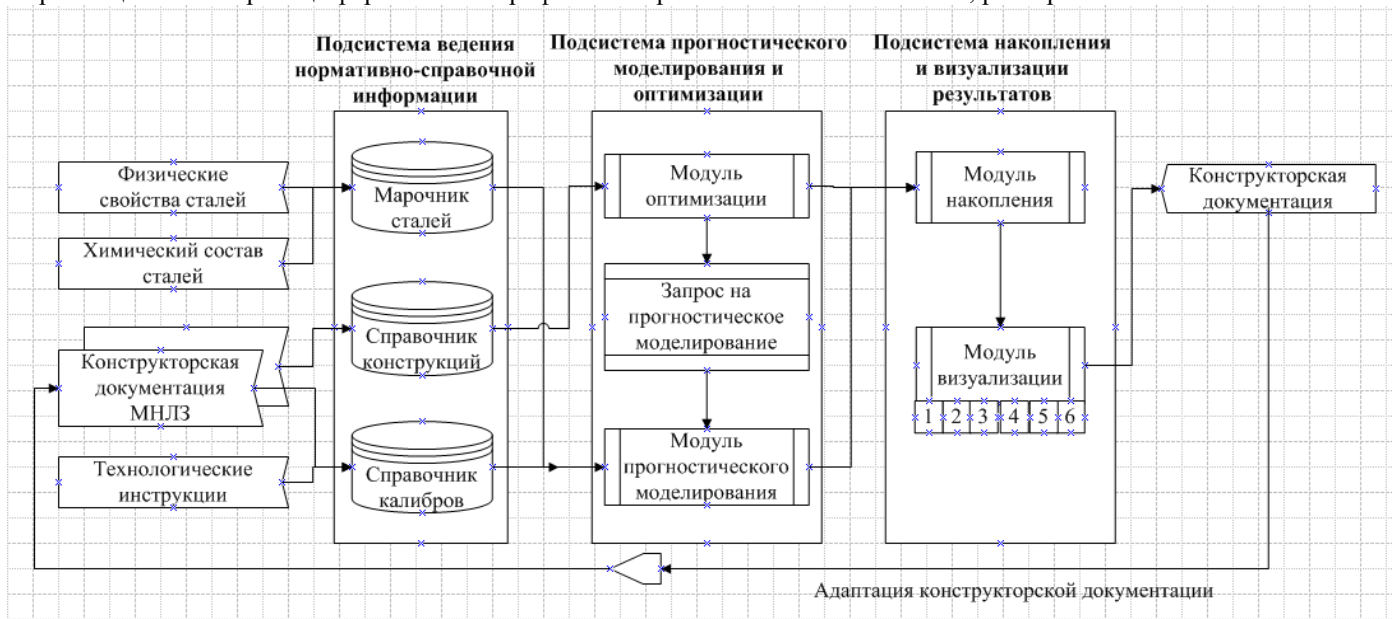 Подсистема ведения
нормативно-справочной
информации
Подсистема прогностического
моделирования и
оптимизации
Подсистема накопления
и визуализации
результатов
Физические
свойства сталей
Химический состав
сталей
Конструкторская
документация
МНЛЗ
Технологические
инструкции
Марочник
сталей
Справочник
конструкций
Справочник
калибров
Модуль
оптимизации
Запрос на
прогностическое
моделирование
Модуль
прогностического
моделирования
Модуль
накопления
Модуль
визуализации
1 2 3 4 5 6
Конструкторская
документация
Адаптация конструкторской документации